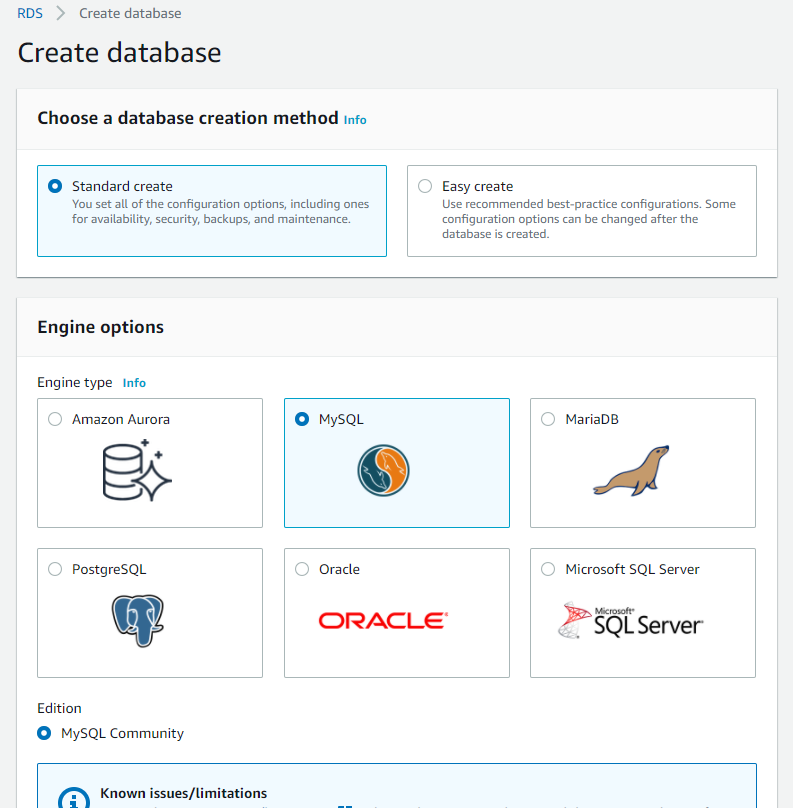 RDS > Create database
Create database
Choose a database creation method Info
Standard create
You set all of the configuration options, including ones
for availability, security, backups, and maintenance.
Easy create
Use recommended best-practice configurations. Some
configuration options can be changed after the
database is created.
Engine options
Engine type Info
Amazon Aurora
MySQL
MariaDB
PostgreSQL
Oracle
ORACLE
Microsoft SQL Server
Microsoft®
SQL Server
Edition
MySQL Community
Known issues/limitations